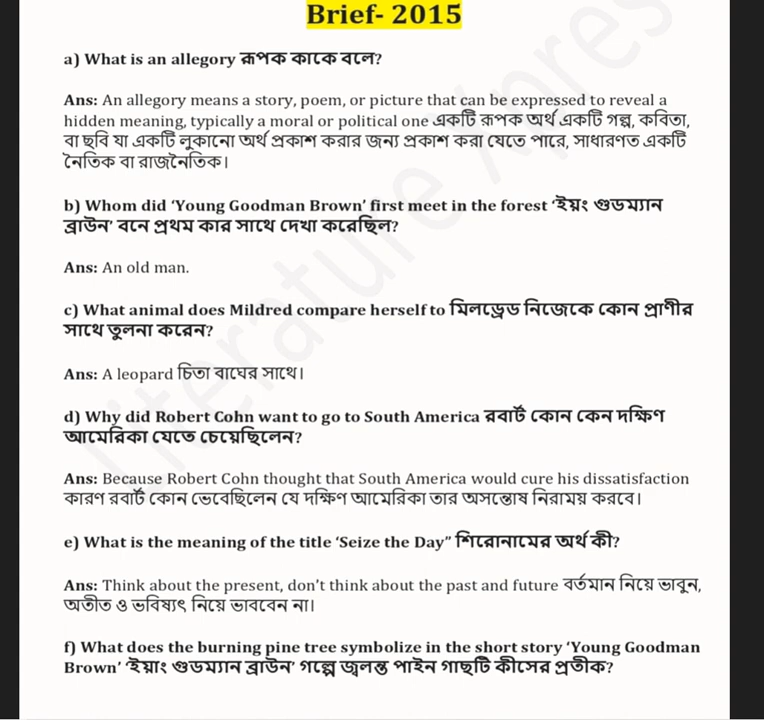 Brief- 2015
a) What is an allegory রূপক কাকে বলে?
Ans: An allegory means a story, poem, or picture that can be expressed to reveal a
hidden meaning, typically a moral or political one একটি রূপক অর্থ একটি গল্প, কবিতা,
বা ছবি যা একটি লুকানো অর্থ প্রকাশ করার জন্য প্রকাশ করা যেতে পারে, সাধারণত একটি
নৈতিক বা রাজনৈতিক।
b) Whom did ‘Young Goodman Brown’ first meet in the forest ‘ইয়ং গুডম্যান
ব্রাউন’ বনে প্রথম কার সাথে দেখা করেছিল?
Ans: An old man.
c) What animal does Mildred compare herself to মিলড্রেড নিজেকে কোন প্রাণীর
সাথে তুলনা করেন?
Ans: A leopard চিতা বাঘের সাথে।
d) Why did Robert Cohn want to go to South America রবার্ট কোন কেন দক্ষিণ
আমেরিকা যেতে চেয়েছিলেন?
Ans: Because Robert Cohn thought that South America would cure his dissatisfaction
কারণ রবার্ট কোন ভেবেছিলেন যে দক্ষিণ আমেরিকা তার অসন্তোষ নিরাময় করবে।
e) What is the meaning of the title ‘Seize the Day” শিরোনামের অর্থ কী?
Ans: Think about the present, don’t think about the past and future বর্তমান নিয়ে ভাবুন,
অতীত ও ভবিষ্যৎ নিয়ে ভাববেন না।
f) What does the burning pine tree symbolize in the short story ‘Young Goodman
Brown’ ‘ইয়াং গুডম্যান ব্রাউন’ গল্পে জ্বলন্ত পাইন গাছটি কীসের প্রতীক?
Literature Xpres